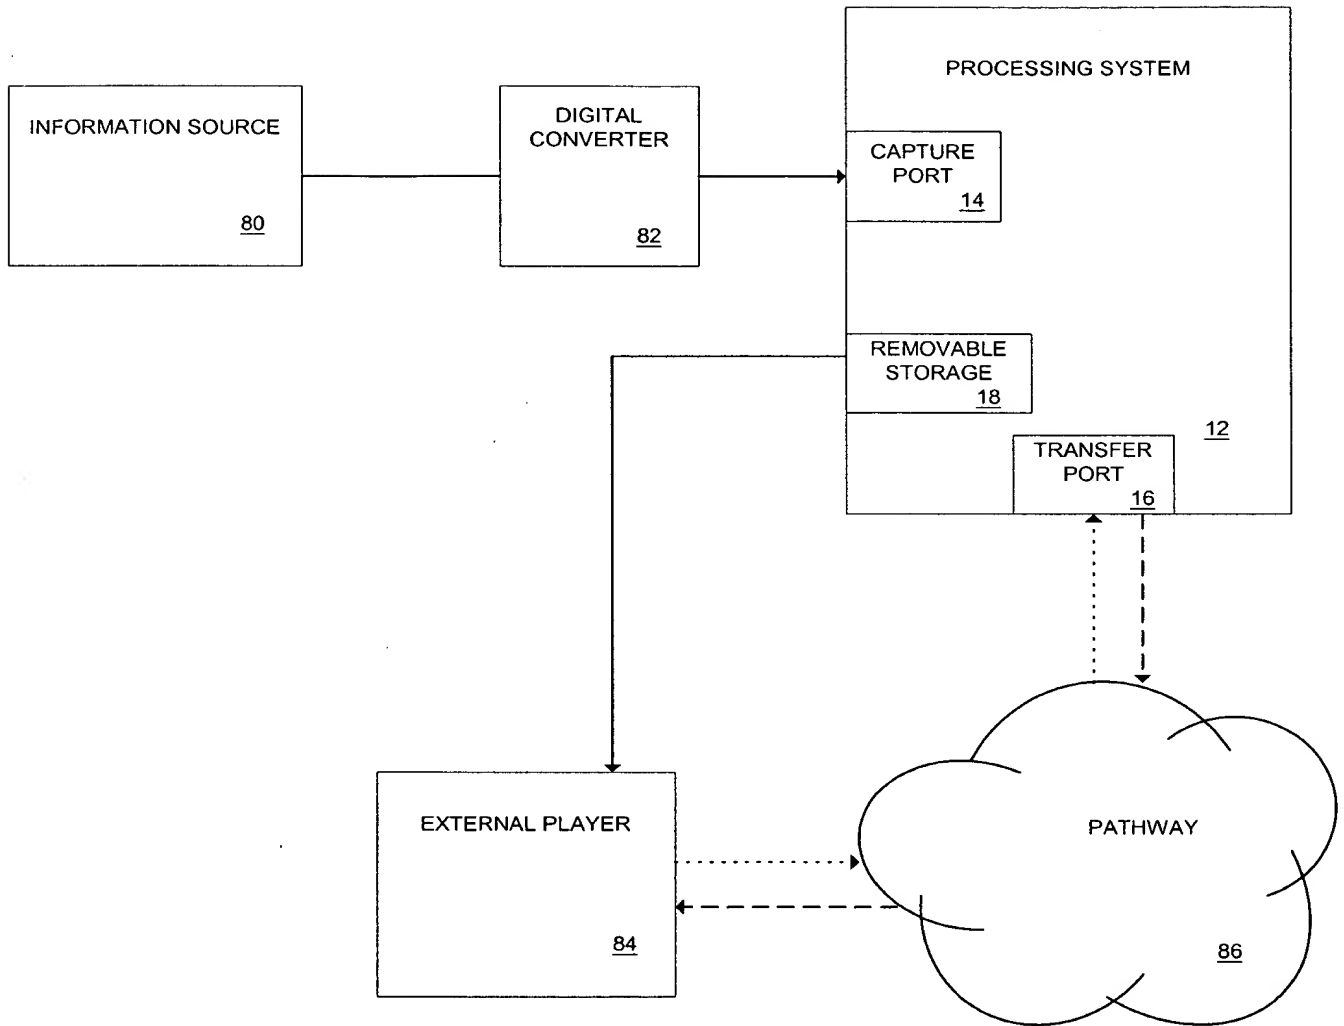 PROCESSING SYSTEM
INFORMATION SOURCE
80
DIGITAL
CONVERTER
82
CAPTURE
PORT
14
REMOVABLE
STORAGE
18
12
TRANSFER
PORT
16
EXTERNAL PLAYER
84
PATHWAY
86